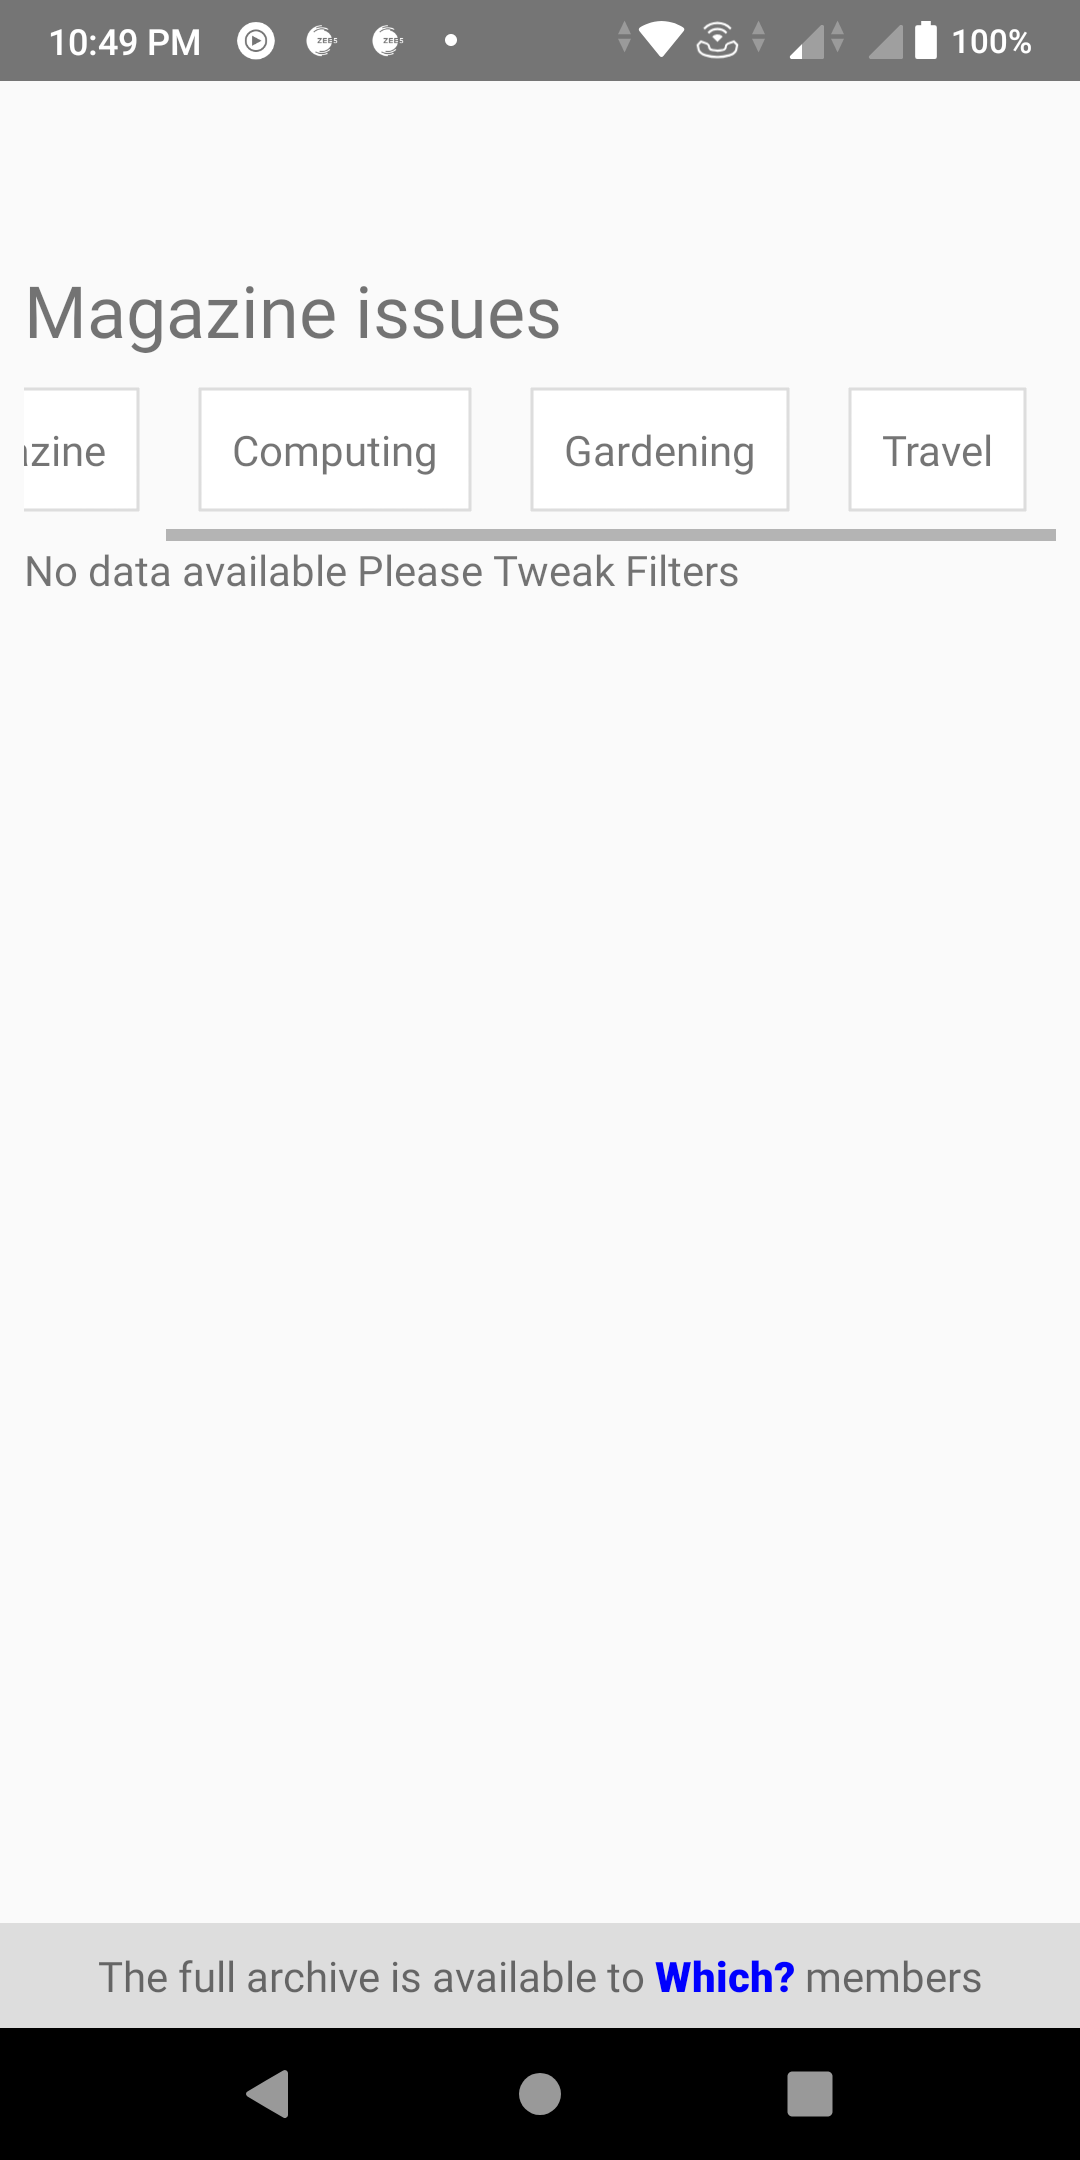 10:49 PM 100%
Magazine issues
zine Computing Gardening Travel
No data available Please Tweak Filters
The full archive is available to Which? members